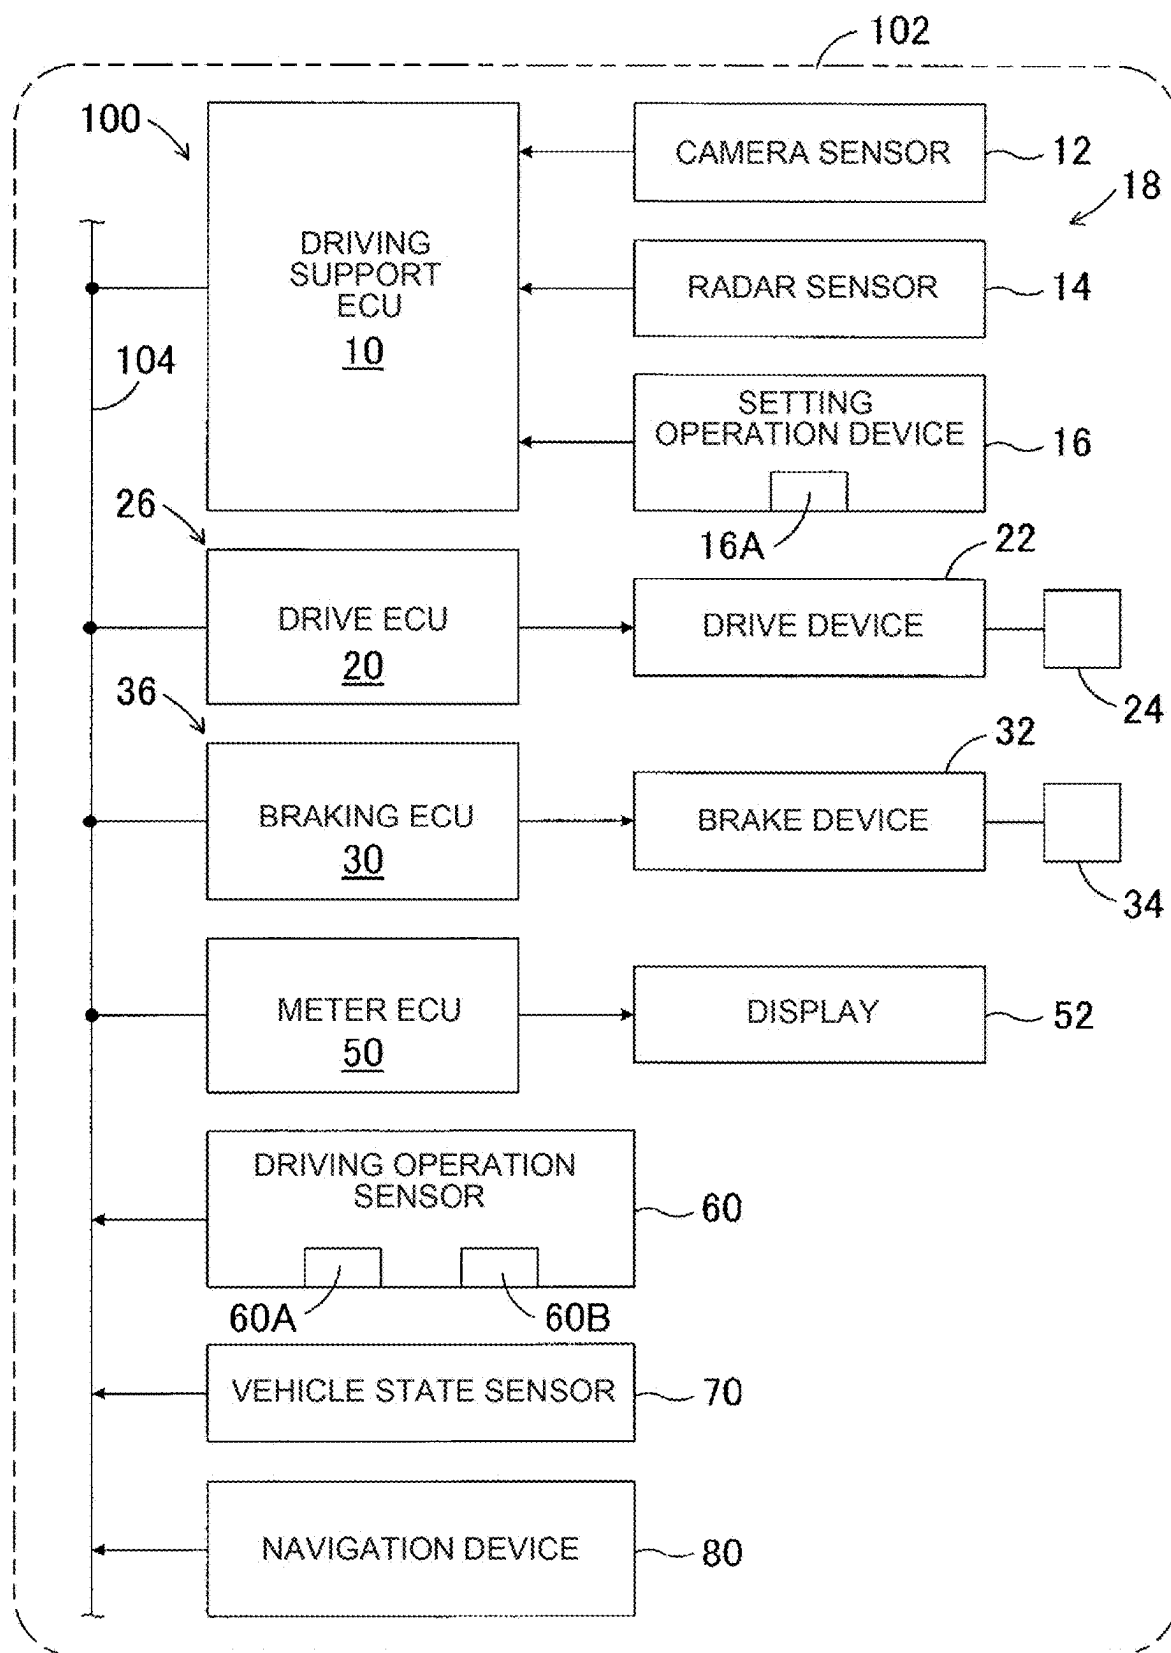 102
100
CAMERA SENSOR
12
18
DRIVING
SUPPORT
ECU
10
RADAR SENSOR
14
104
SETTING
OPERATION DEVICE
16
16A
26
22
DRIVE ECU
20
DRIVE DEVICE
24
36
32
BRAKING ECU
30
BRAKE DEVICE
34
METER ECU
50
DISPLAY
52
DRIVING OPERATION
SENSOR
60
60A
60B
VEHICLE STATE SENSOR
70
NAVIGATION DEVICE
80